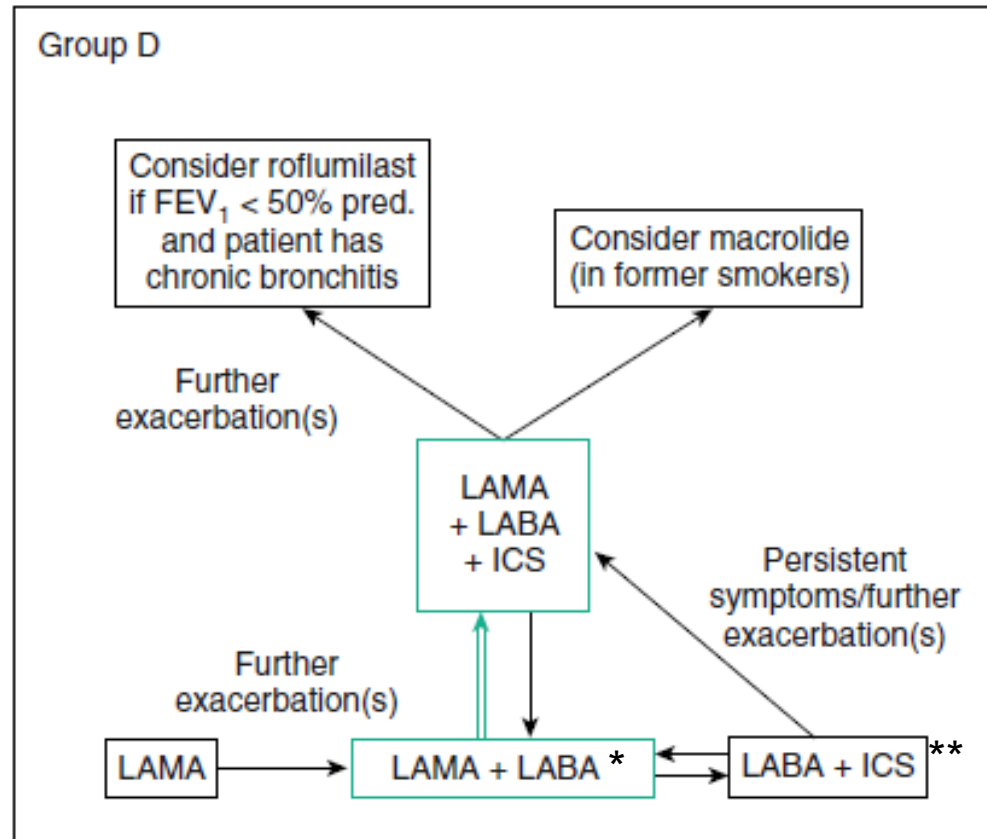 Group D
Consider roflumilast
if FEV₁ < 50% pred.
and patient has
chronic bronchitis
Consider macrolide
(in former smokers)
Further
exacerbation(s)
LAMA
+ LABA
+ ICS
Persistent
symptoms/further
exacerbation(s)
Further
exacerbation(s)
LAMA
LAMA + LABA *
LABA + ICS **